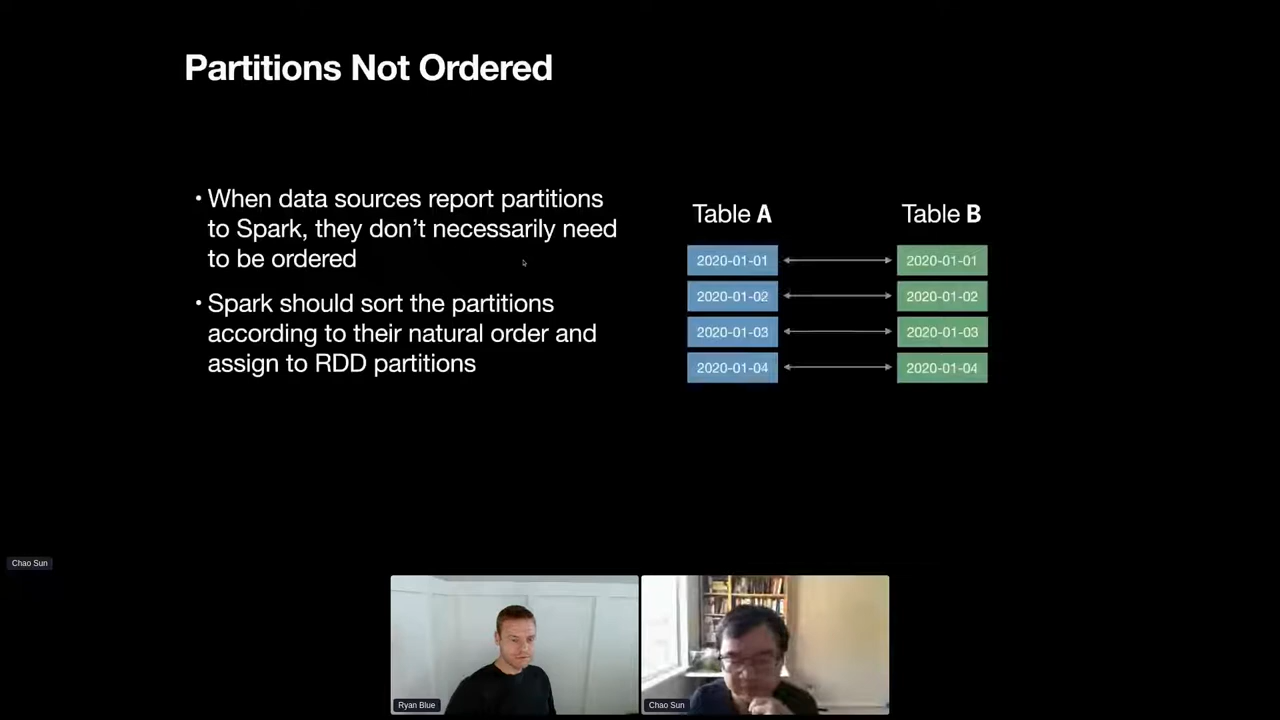 Partitions Not Ordered
• When data sources report partitions
to Spark, they don’t necessarily need
to be ordered
• Spark should sort the partitions
according to their natural order and
assign to RDD partitions
Table A
Table B
2020-01-01
2020-01-01
2020-01-02
2020-01-02
2020-01-03
2020-01-03
2020-01-04
2020-01-04
Chao Sun
Ryan Blue
Chao Sun